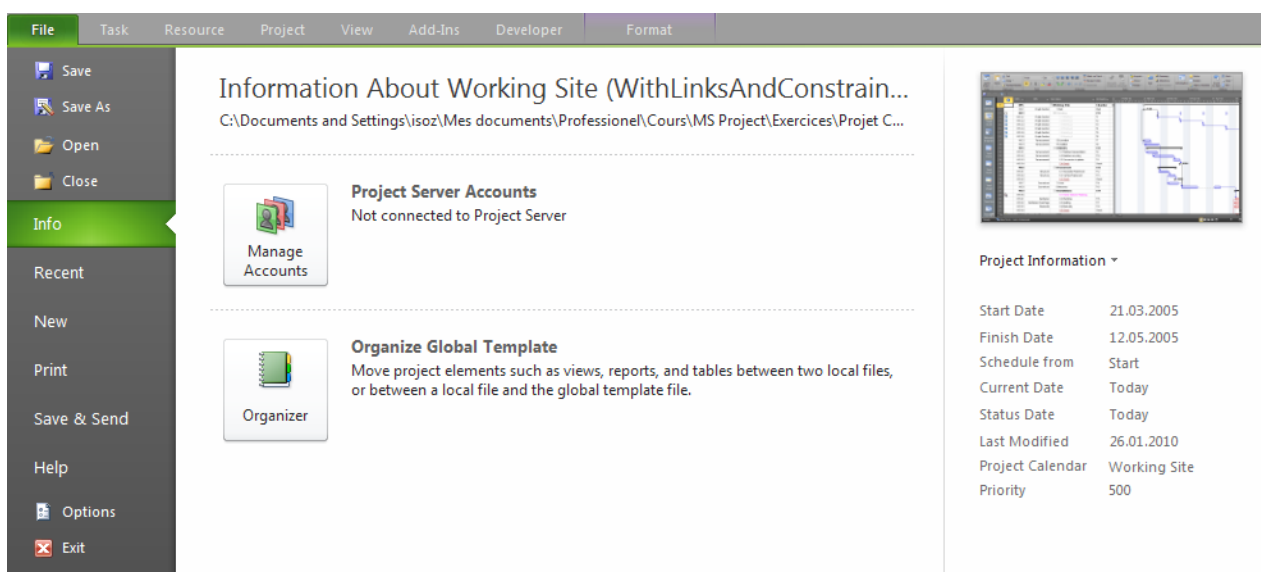 File Task Resource Project View Add-Ins Developer Format
Save
Save As
Open
Close
Info
Recent
New
Print
Save & Send
Help
Options
Exit
Information About Working Site (WithLinksAndConstrain...
C:\Documents and Settings\isoz\Mes documents\Professionel\Cours\MS Project\Exercices\Projet C...
Manage
Accounts
Project Server Accounts
Not connected to Project Server
Organizer
Organize Global Template
Move project elements such as views, reports, and tables between two local files,
or between a local file and the global template file.
Project Information
Start Date 21.03.2005
Finish Date 12.05.2005
Schedule from Start
Current Date Today
Status Date Today
Last Modified 26.01.2010
Project Calendar Working Site
Priority 500